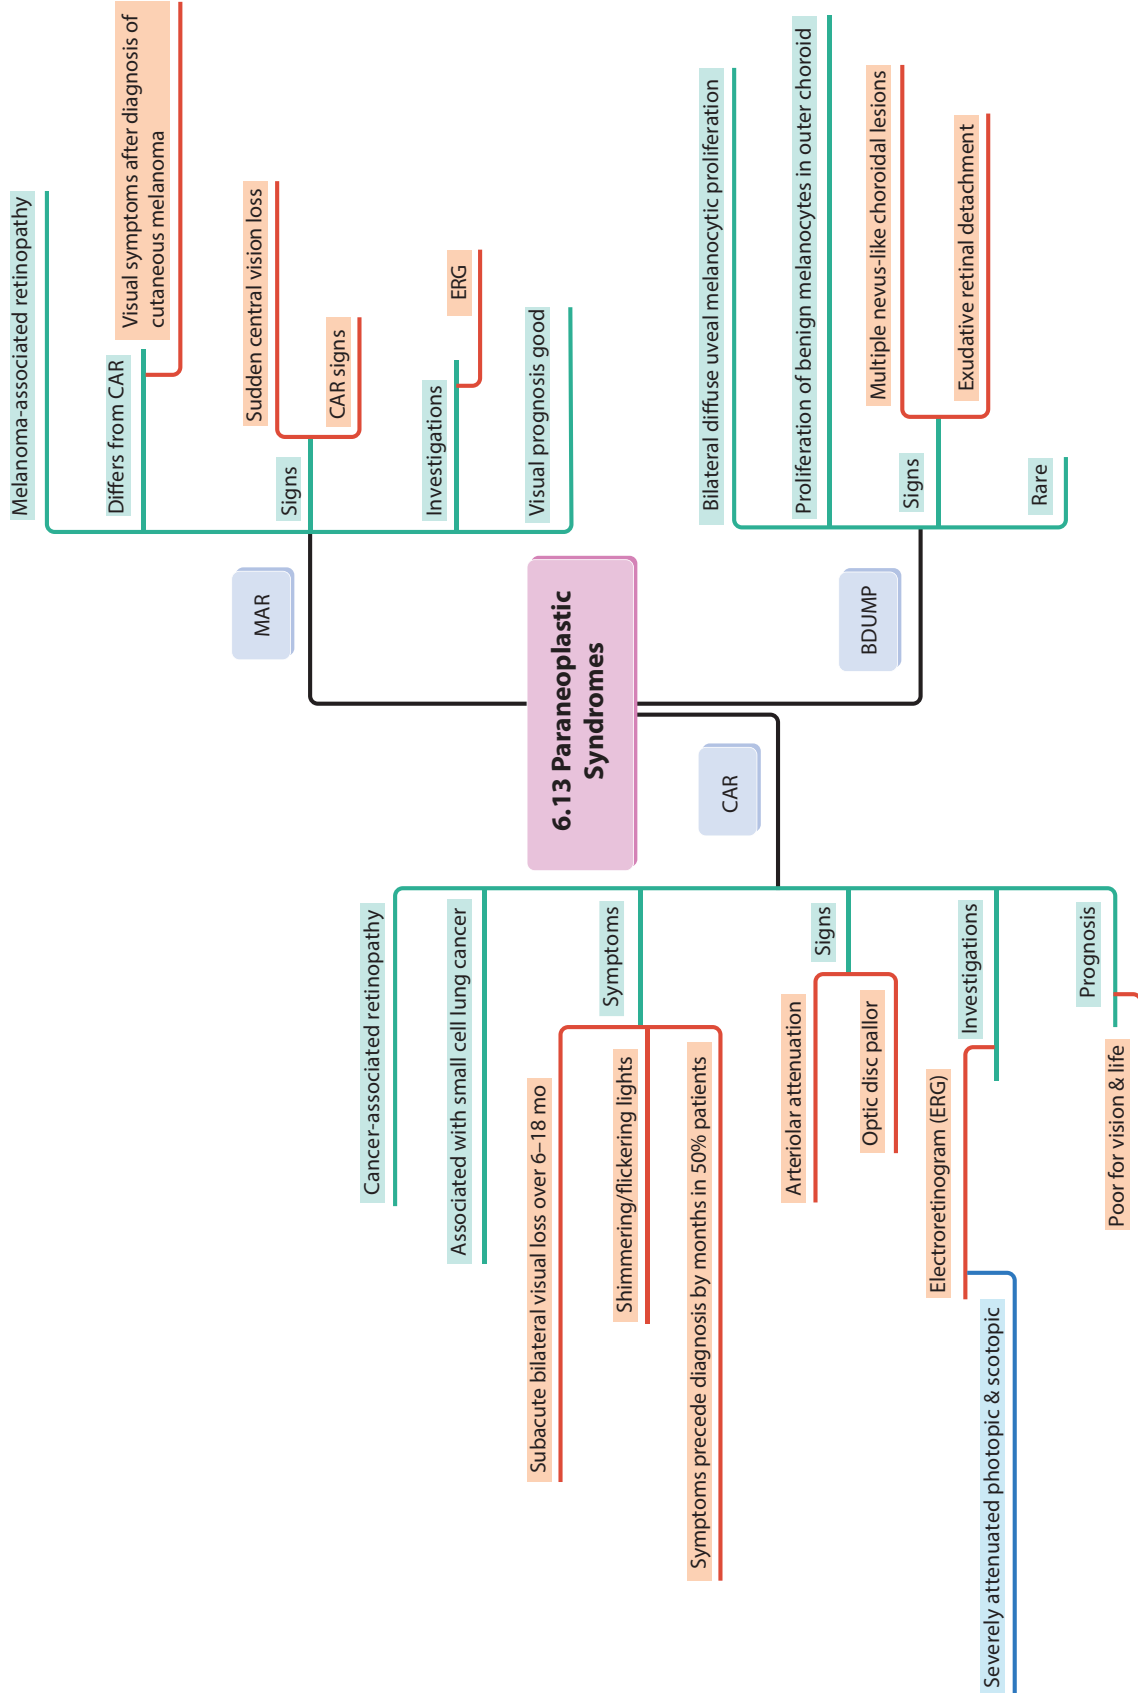 6.13 Paraneoplastic
Syndromes
MAR
Melanoma-associated retinopathy
Differs from CAR
Visual symptoms after diagnosis of
cutaneous melanoma
Signs
Sudden central vision loss
CAR signs
Investigations
ERG
Visual prognosis good
BDUMP
Bilateral diffuse uveal melanocytic proliferation
Proliferation of benign melanocytes in outer choroid
Signs
Multiple nevus-like choroidal lesions
Exudative retinal detachment
Rare
CAR
Cancer-associated retinopathy
Associated with small cell lung cancer
Symptoms
Subacute bilateral visual loss over 6–18 mo
Shimmering/flickering lights
Symptoms precede diagnosis by months in 50% patients
Signs
Arteriolar attenuation
Optic disc pallor
Investigations
Electroretinogram (ERG)
Severely attenuated photopic & scotopic
Prognosis
Poor for vision & life